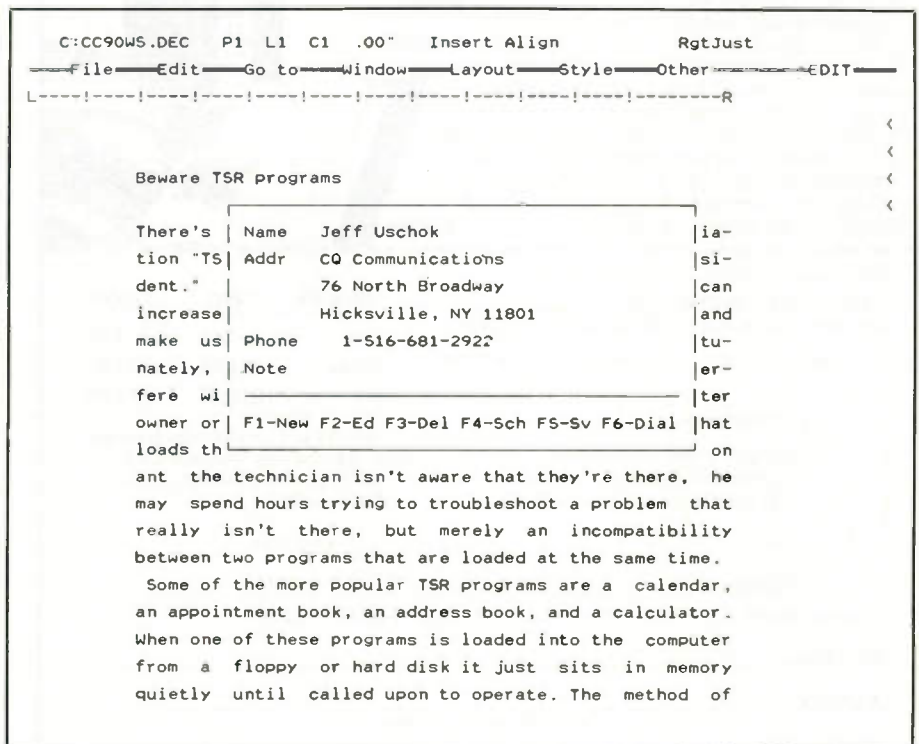 C:CC90WS.DEC P1 L1 C1 .00" Insert Align RgtJust
File Edit Go to Window Layout Style Other EDIT
L----!----!----!----!----!----!----!----!----!--------R
<
<
Beware TSR programs <
<
There's | Name Jeff Uschok |ia-
tion "TS| Addr CQ Communications |si-
dent." | 76 North Broadway |can
increase| Hicksville, NY 11801 |and
make us| Phone 1-516-681-2922 |tu-
nately, | Note |er-
fere wi| |ter
owner or| F1-New F2-Ed F3-Del F4-Sch F5-Sv F6-Dial |hat
loads th on
ant the technician isn't aware that they're there, he
may spend hours trying to troubleshoot a problem that
really isn't there, but merely an incompatibility
between two programs that are loaded at the same time.
Some of the more popular TSR programs are a calendar,
an appointment book, an address book, and a calculator.
When one of these programs is loaded into the computer
from a floppy or hard disk it just sits in memory
quietly until called upon to operate. The method of